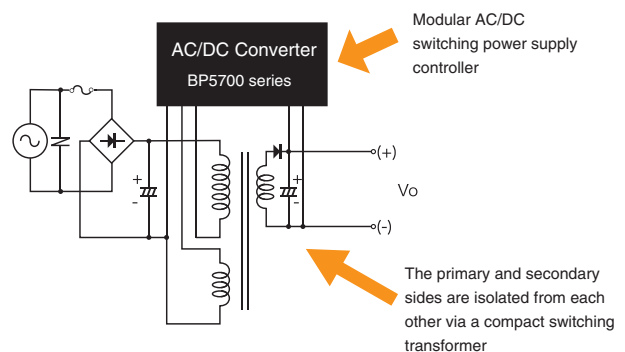 Modular AC/DC
switching power supply
controller
AC/DC Converter
BP5700 series
+
-
+
-
(+)
Vo
(-)
The primary and secondary
sides are isolated from each
other via a compact switching
transformer